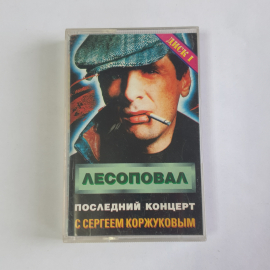 ДИСК 1
ЛЕСОПОВАЛ
ПОСЛЕДНИЙ КОНЦЕРТ
С СЕРГЕЕМ КОРЖУКОВЫМ